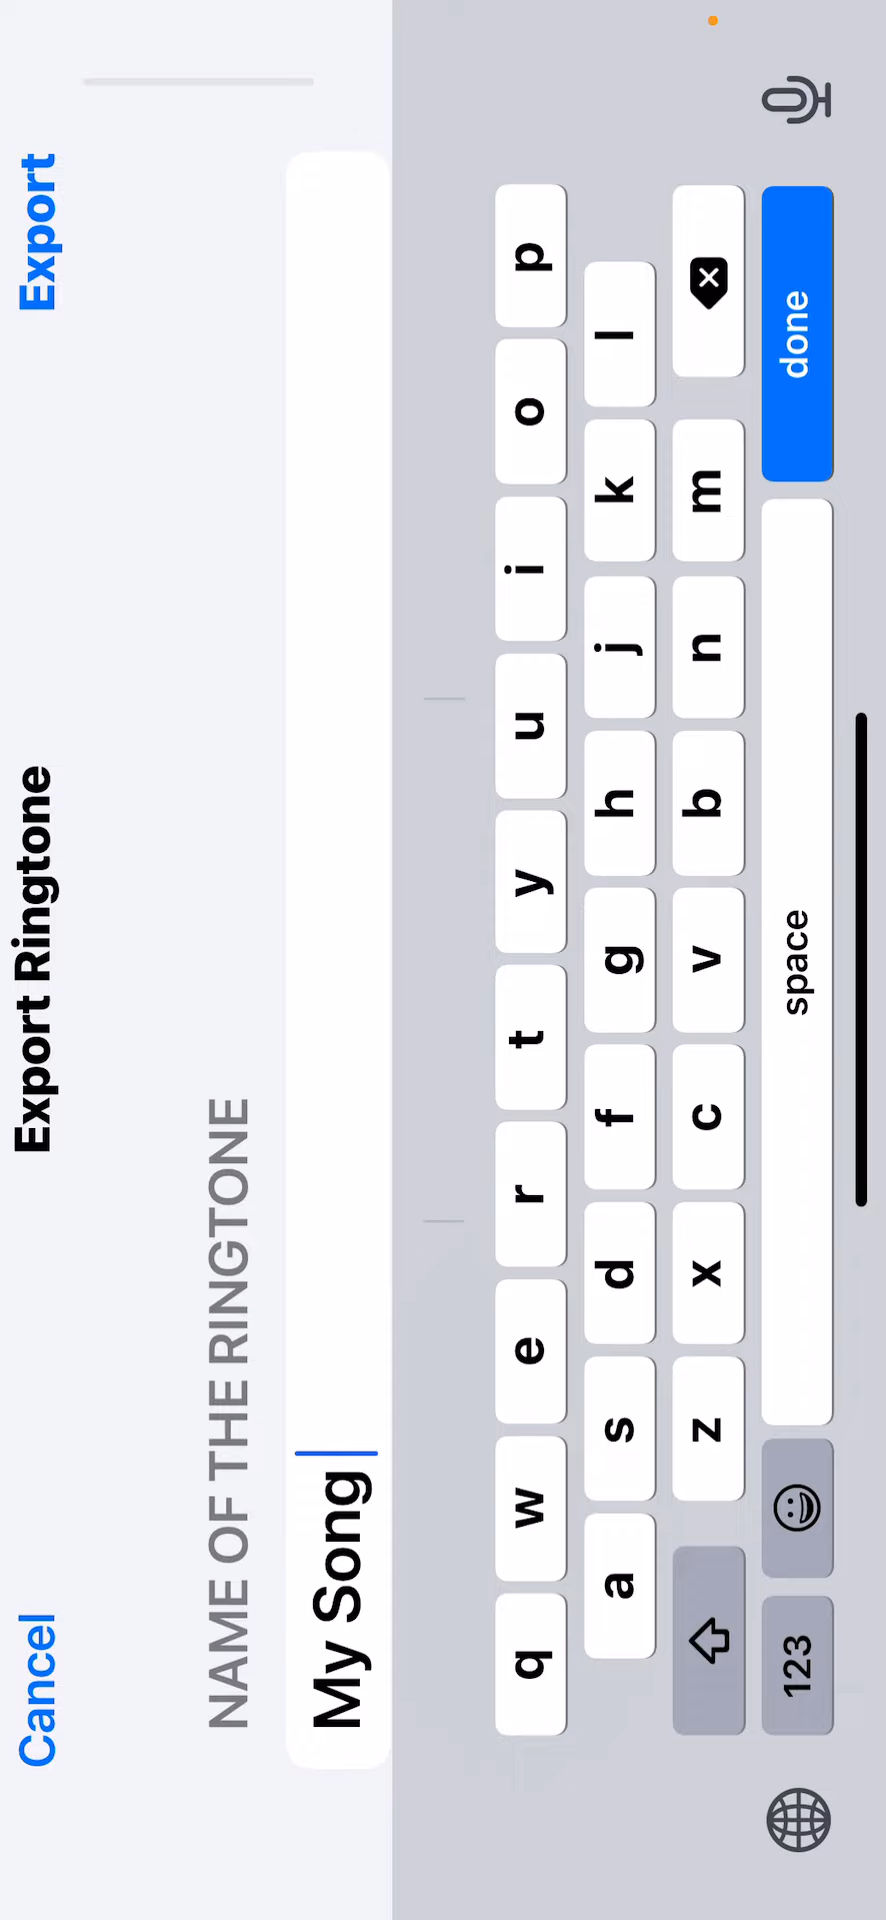 Cancel Export Ringtone Export
NAME OF THE RINGTONE
My Song
q w e r t y u i o p
a s d f g h j k l
z x c v b n m
123 space done